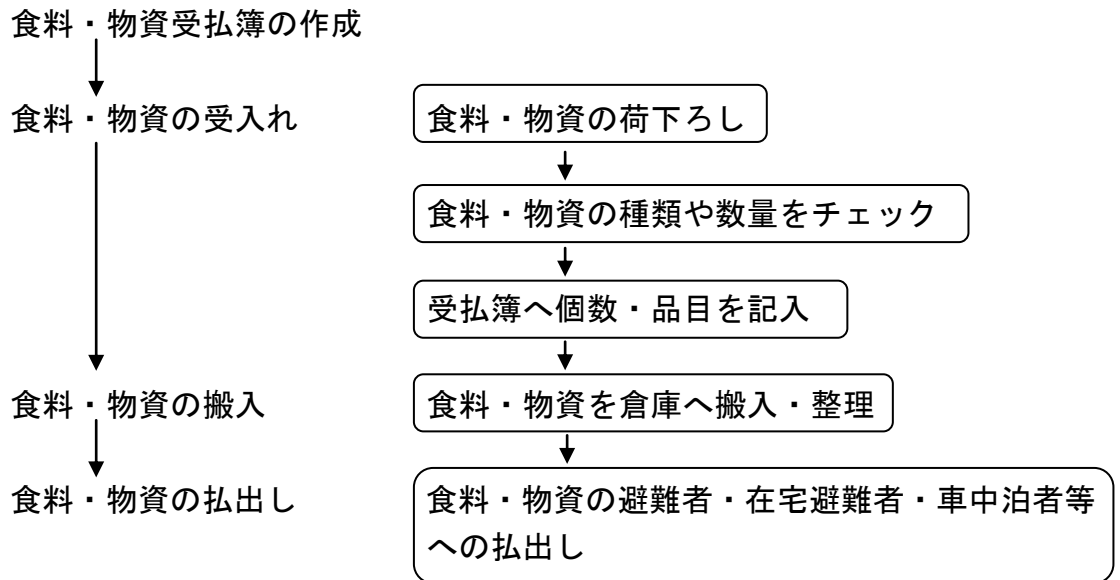 食料・物資受払簿の作成
食料・物資の受入れ
食料・物資の荷下ろし
食料・物資の種類や数量をチェック
受払簿へ個数・品目を記入
食料・物資の搬入
食料・物資を倉庫へ搬入・整理
食料・物資の払出し
食料・物資の避難者・在宅避難者・車中泊者等
への払出し